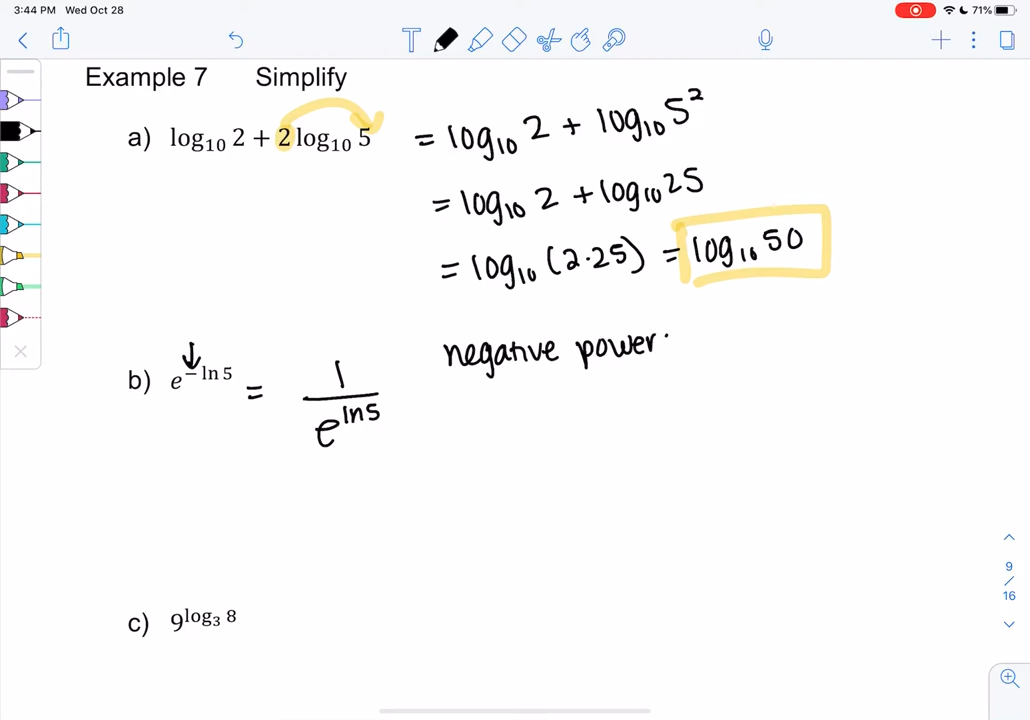 3:44 PM Wed Oct 28 71%
Example 7 Simplify
a) log₁₀ 2 + 2 log₁₀ 5 = log₁₀ 2 + log₁₀ 5²
= log₁₀ 2 + log₁₀ 25
= log₁₀ (2·25) = log₁₀ 50
negative power
b) e^(−ln 5) = 1/e^(ln 5)
c) 9^(log₃ 8)
9
/
16